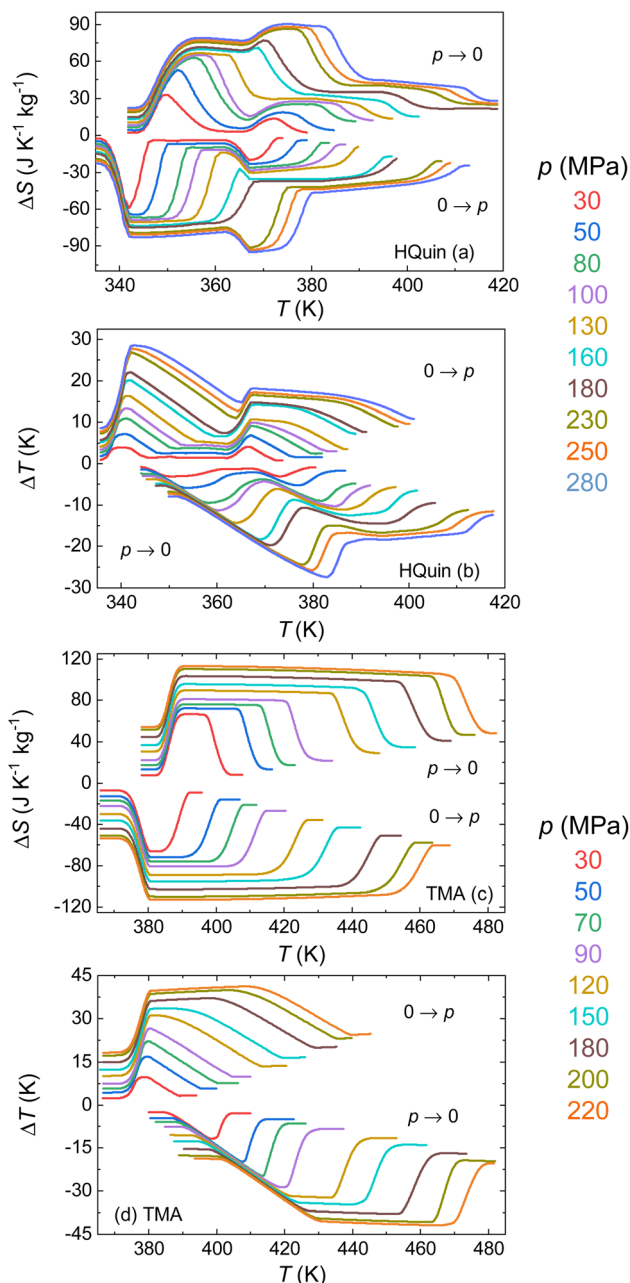 90
60
30
0
-30
-60
-90
ΔS (J K⁻¹ kg⁻¹)
p → 0
0 → p
HQuin (a)
340 360 380 400 420
T (K)
30
20
10
0
-10
-20
-30
ΔT (K)
0 → p
p → 0
HQuin (b)
340 360 380 400 420
T (K)
p (MPa)
30
50
80
100
130
160
180
230
250
280
120
80
40
0
-40
-80
-120
ΔS (J K⁻¹ kg⁻¹)
p → 0
0 → p
TMA (c)
380 400 420 440 460 480
T (K)
45
30
15
0
-15
-30
-45
ΔT (K)
0 → p
p → 0
(d) TMA
380 400 420 440 460 480
T (K)
p (MPa)
30
50
70
90
120
150
180
200
220